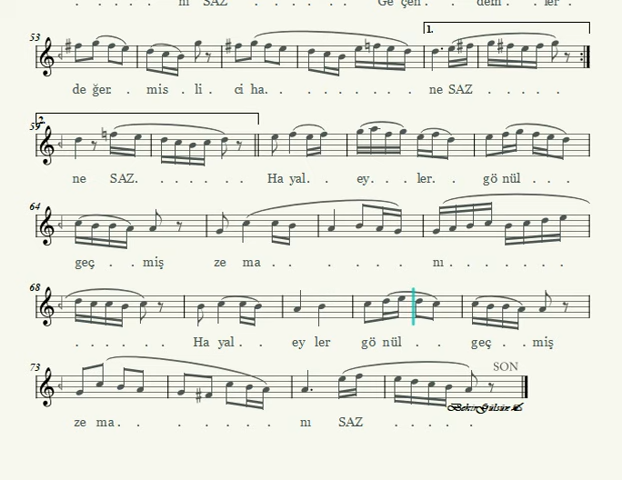 . . . . . nı SAZ . . . . . . Ge çen . dem . . ler .
1.
53
de ğer . mis . li . ci ha. . . . . . . . . ne SAZ . . . . .
2.
59
ne SAZ. . . . . . . Ha yal. . ey. . . ler. . gö nül . . .
64
geç . . miş ze ma . . . . . . nı . . . . . . .
68
. . . . . . Ha yal . . ey ler gö nül . . . geç . . miş
73
SON
ze ma . . . . . . . nı SAZ . . . . .